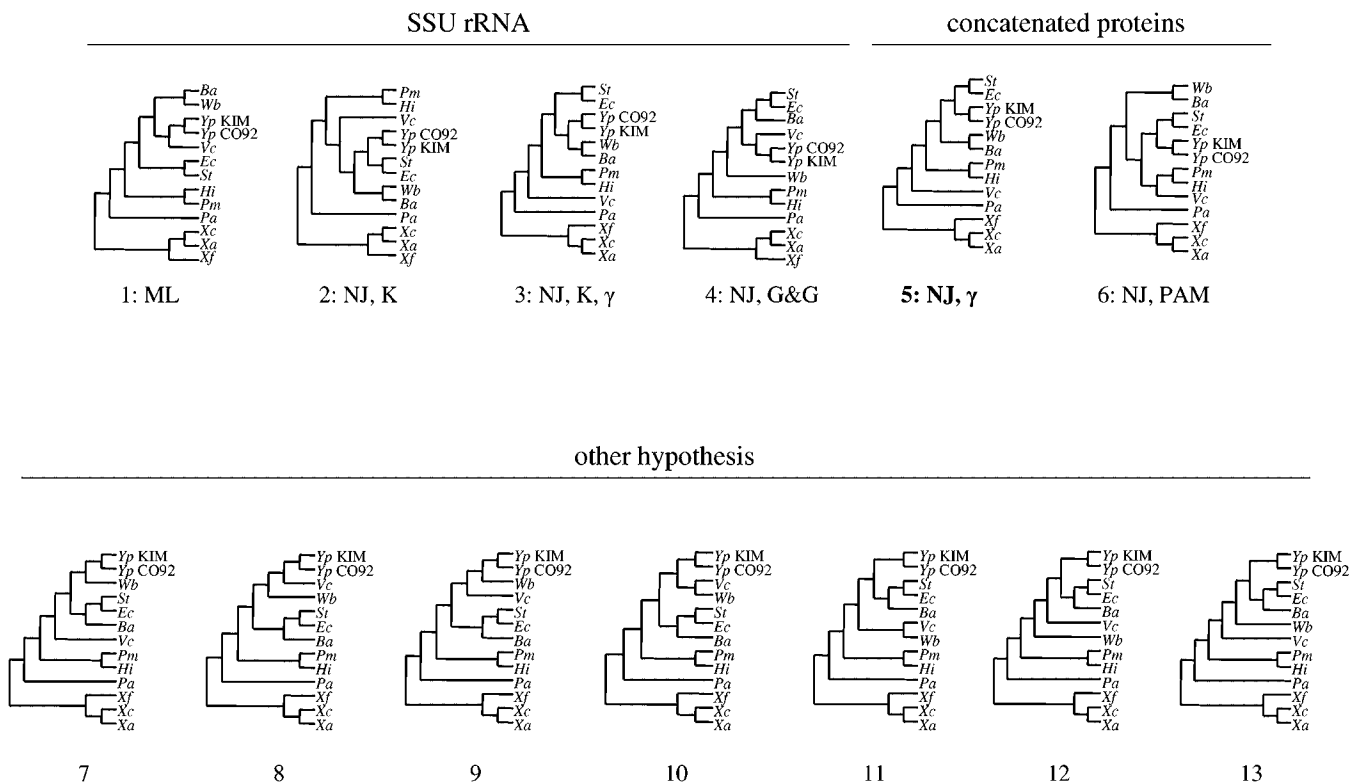 SSU rRNA
concatenated proteins
Ba
Wb
Yp KIM
Yp CO92
Vc
Ec
St
Hi
Pm
Pa
Xc
Xa
Xf
1: ML
Pm
Hi
Vc
Yp CO92
Yp KIM
St
Ec
Wb
Ba
Pa
Xc
Xa
Xf
2: NJ, K
St
Ec
Yp CO92
Yp KIM
Wb
Ba
Pm
Hi
Vc
Pa
Xf
Xc
Xa
3: NJ, K, γ
St
Ec
Ba
Vc
Yp CO92
Yp KIM
Wb
Pm
Hi
Pa
Xc
Xa
Xf
4: NJ, G&G
St
Ec
Yp KIM
Yp CO92
Wb
Ba
Pm
Hi
Vc
Pa
Xf
Xc
Xa
5: NJ, γ
Wb
Ba
St
Ec
Yp KIM
Yp CO92
Pm
Hi
Vc
Pa
Xf
Xc
Xa
6: NJ, PAM
other hypothesis
Yp KIM
Yp CO92
Wb
St
Ec
Ba
Vc
Pm
Hi
Pa
Xf
Xc
Xa
7
Yp KIM
Yp CO92
Vc
Wb
St
Ec
Ba
Pm
Hi
Pa
Xf
Xc
Xa
8
Yp KIM
Yp CO92
Wb
Vc
St
Ec
Ba
Pm
Hi
Pa
Xf
Xc
Xa
9
Yp KIM
Yp CO92
Vc
Wb
St
Ec
Ba
Pm
Hi
Pa
Xf
Xc
Xa
10
Yp KIM
Yp CO92
St
Ec
Ba
Vc
Wb
Pm
Hi
Pa
Xf
Xc
Xa
11
Yp KIM
Yp CO92
St
Ec
Ba
Vc
Wb
Pm
Hi
Pa
Xf
Xc
Xa
12
Yp KIM
Yp CO92
St
Ec
Ba
Wb
Vc
Pm
Hi
Pa
Xf
Xc
Xa
13